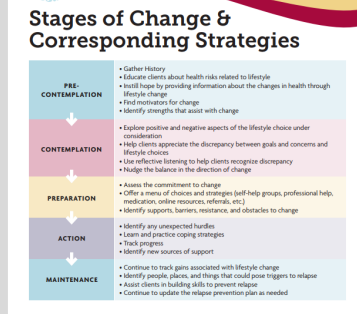 Stages of Change &
Corresponding Strategies
PRE-
CONTEMPLATION
• Gather History
• Educate clients about health risks related to lifestyle
• Instill hope by providing information about the changes in health through
lifestyle change
• Find motivators for change
• Identify strengths that assist with change
CONTEMPLATION
• Explore positive and negative aspects of the lifestyle choice under
consideration
• Help clients appreciate the discrepancy between goals and concerns and
lifestyle choices
• Use reflective listening to help clients recognize discrepancy
• Nudge the balance in the direction of change
PREPARATION
• Assess the commitment to change
• Offer a menu of choices and strategies (self-help groups, professional help,
medication, online resources, referrals, etc.)
• Identify supports, barriers, resistance, and obstacles to change
ACTION
• Identify any unexpected hurdles
• Learn and practice coping strategies
• Track progress
• Identify new sources of support
MAINTENANCE
• Continue to track gains associated with lifestyle change
• Identify people, places, and things that could pose triggers to relapse
• Assist clients in building skills to prevent relapse
• Continue to update the relapse prevention plan as needed